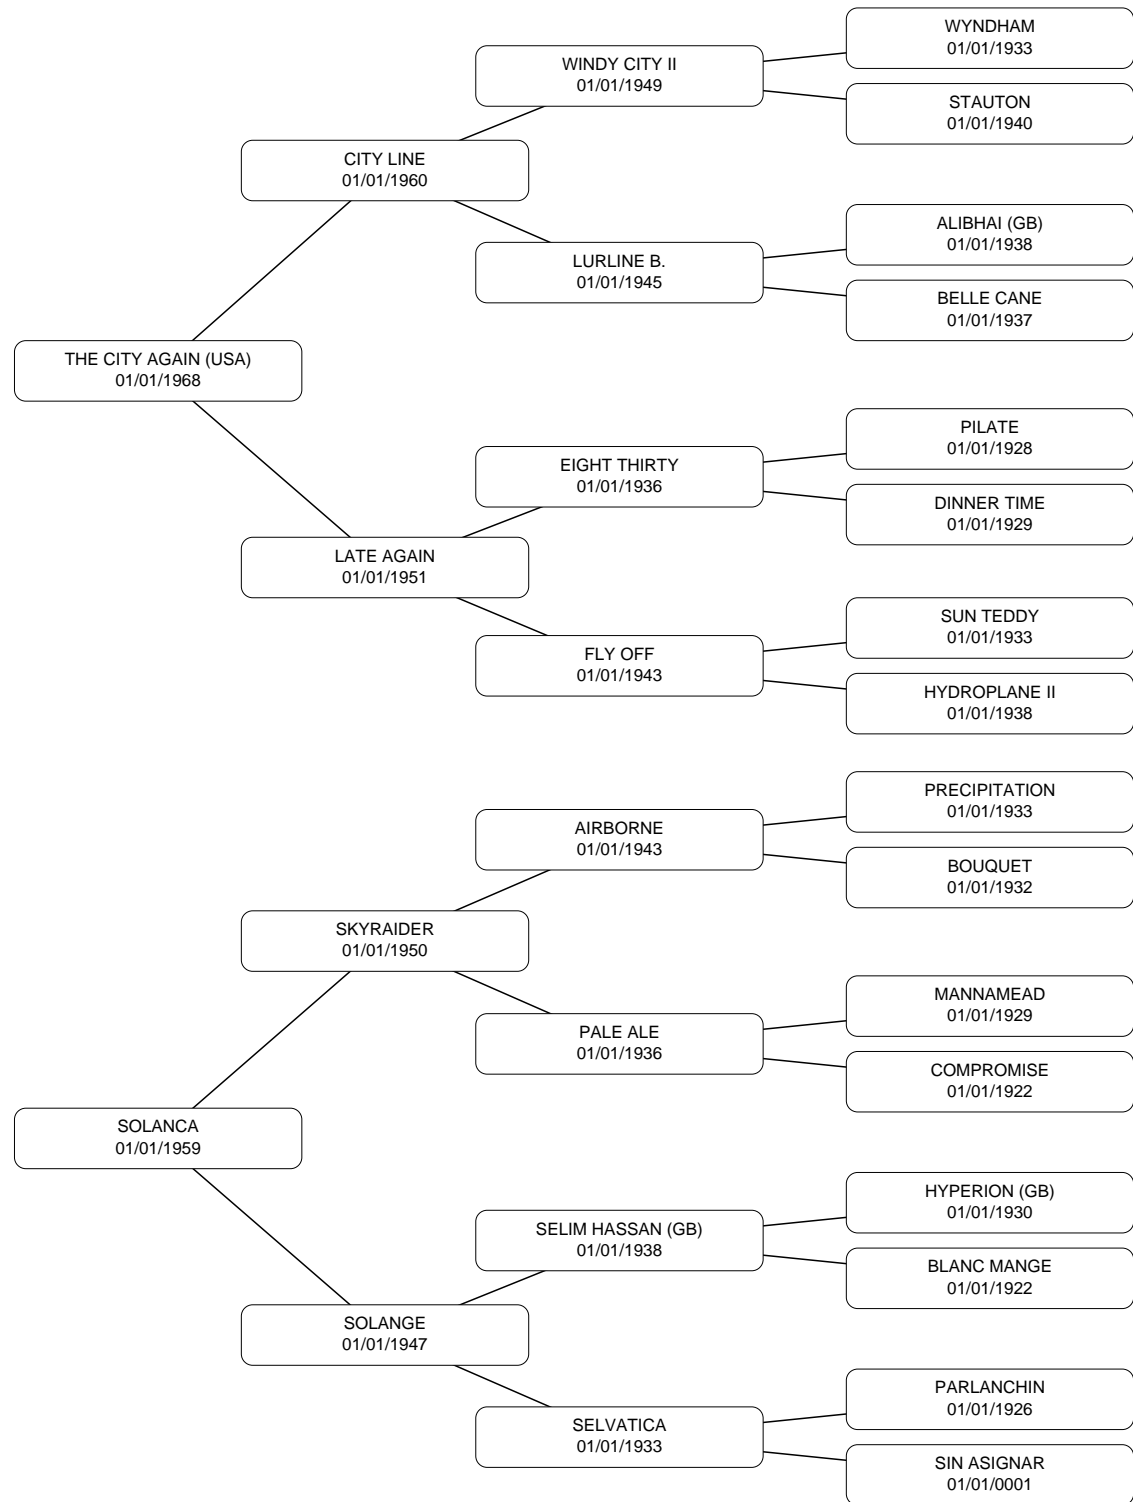 WYNDHAM
01/01/1933
WINDY CITY II
01/01/1949
STAUTON
01/01/1940
CITY LINE
01/01/1960
ALIBHAI (GB)
01/01/1938
LURLINE B.
01/01/1945
BELLE CANE
01/01/1937
THE CITY AGAIN (USA)
01/01/1968
PILATE
01/01/1928
EIGHT THIRTY
01/01/1936
DINNER TIME
01/01/1929
LATE AGAIN
01/01/1951
SUN TEDDY
01/01/1933
FLY OFF
01/01/1943
HYDROPLANE II
01/01/1938
PRECIPITATION
01/01/1933
AIRBORNE
01/01/1943
BOUQUET
01/01/1932
SKYRAIDER
01/01/1950
MANNAMEAD
01/01/1929
PALE ALE
01/01/1936
COMPROMISE
01/01/1922
SOLANCA
01/01/1959
HYPERION (GB)
01/01/1930
SELIM HASSAN (GB)
01/01/1938
BLANC MANGE
01/01/1922
SOLANGE
01/01/1947
PARLANCHIN
01/01/1926
SELVATICA
01/01/1933
SIN ASIGNAR
01/01/0001